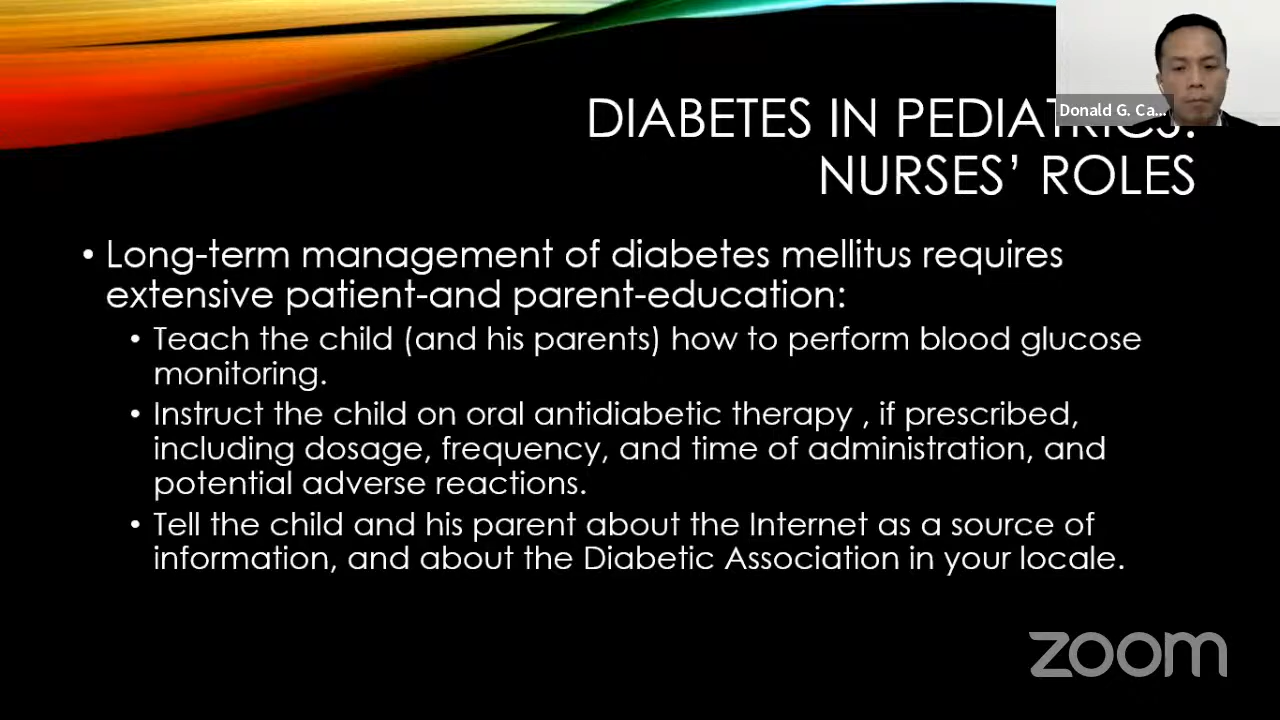 Donald G. Ca...
DIABETES IN PEDIATRICS:
NURSES’ ROLES
• Long-term management of diabetes mellitus requires
extensive patient-and parent-education:
• Teach the child (and his parents) how to perform blood glucose
monitoring.
• Instruct the child on oral antidiabetic therapy , if prescribed,
including dosage, frequency, and time of administration, and
potential adverse reactions.
• Tell the child and his parent about the Internet as a source of
information, and about the Diabetic Association in your locale.
zoom